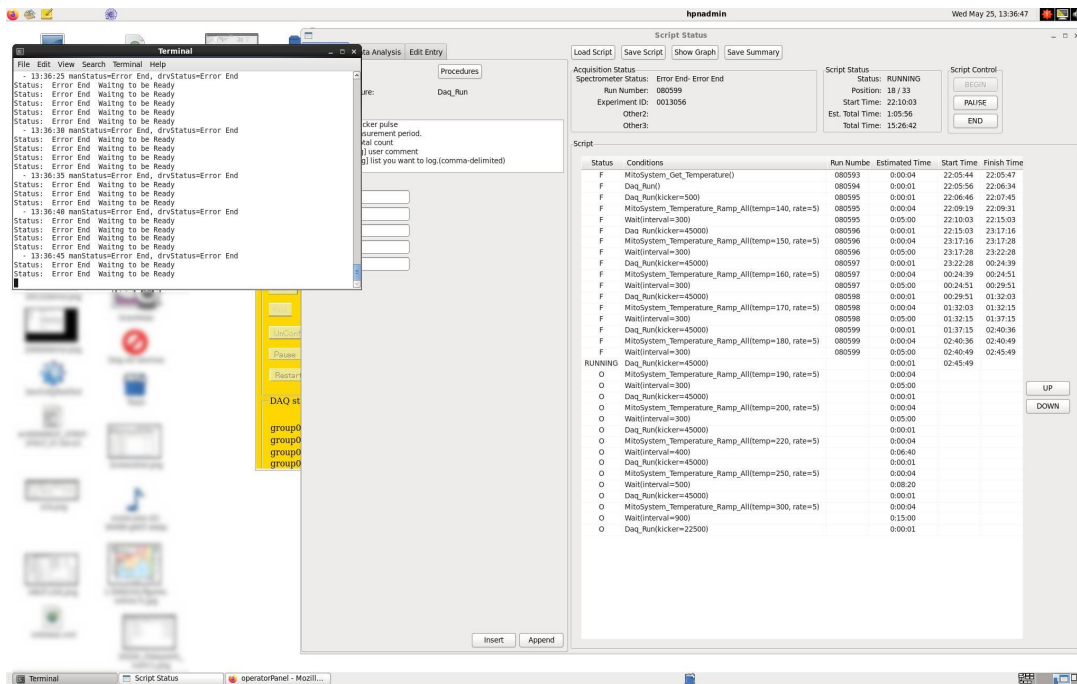 hpnadmin
Wed May 25, 13:36:47
Terminal
File Edit View Search Terminal Help
- 13:36:25 manStatus=Error End, drvStatus=Error End
Status: Error End Waitng to be Ready
Status: Error End Waitng to be Ready
Status: Error End Waitng to be Ready
Status: Error End Waitng to be Ready
Status: Error End Waitng to be Ready
- 13:36:30 manStatus=Error End, drvStatus=Error End
Status: Error End Waitng to be Ready
Status: Error End Waitng to be Ready
Status: Error End Waitng to be Ready
Status: Error End Waitng to be Ready
- 13:36:35 manStatus=Error End, drvStatus=Error End
Status: Error End Waitng to be Ready
Status: Error End Waitng to be Ready
Status: Error End Waitng to be Ready
- 13:36:40 manStatus=Error End, drvStatus=Error End
Status: Error End Waitng to be Ready
Status: Error End Waitng to be Ready
Status: Error End Waitng to be Ready
Status: Error End Waitng to be Ready
- 13:36:45 manStatus=Error End, drvStatus=Error End
Status: Error End Waitng to be Ready
Status: Error End Waitng to be Ready
ta Analysis Edit Entry
Procedures
ure: Daq_Run
cker pulse
surement period.
tal count
g] user comment
g] list you want to log.(comma-delimited)
UnConf
Pause
Restart
DAQ st
group0
group0
group0
group0
Insert Append
Script Status
Load Script Save Script Show Graph Save Summary
Acquisition Status
Spectrometer Status: Error End- Error End
Run Number: 080599
Experiment ID: 0013056
Other2:
Other3:
Script Status
Status: RUNNING
Position: 18 / 33
Start Time: 22:10:03
Est. Total Time: 1:05:56
Total Time: 15:26:42
Script Control
BEGIN
PAUSE
END
Script
Status Conditions Run Numbe Estimated Time Start Time Finish Time
F MitoSystem_Get_Temperature() 080593 0:00:04 22:05:44 22:05:47
F Daq_Run() 080594 0:00:01 22:05:56 22:06:34
F Daq_Run(kicker=500) 080595 0:00:01 22:06:46 22:07:45
F MitoSystem_Temperature_Ramp_All(temp=140, rate=5) 080595 0:00:04 22:09:19 22:09:31
F Wait(interval=300) 080595 0:05:00 22:10:03 22:15:03
F Daq_Run(kicker=45000) 080596 0:00:01 22:15:03 23:17:16
F MitoSystem_Temperature_Ramp_All(temp=150, rate=5) 080596 0:00:04 23:17:16 23:17:28
F Wait(interval=300) 080596 0:05:00 23:17:28 23:22:28
F Daq_Run(kicker=45000) 080597 0:00:01 23:22:28 00:24:39
F MitoSystem_Temperature_Ramp_All(temp=160, rate=5) 080597 0:00:04 00:24:39 00:24:51
F Wait(interval=300) 080597 0:05:00 00:24:51 00:29:51
F Daq_Run(kicker=45000) 080598 0:00:01 00:29:51 01:32:03
F MitoSystem_Temperature_Ramp_All(temp=170, rate=5) 080598 0:00:04 01:32:03 01:32:15
F Wait(interval=300) 080598 0:05:00 01:32:15 01:37:15
F Daq_Run(kicker=45000) 080599 0:00:01 01:37:15 02:40:36
F MitoSystem_Temperature_Ramp_All(temp=180, rate=5) 080599 0:00:04 02:40:36 02:40:49
F Wait(interval=300) 080599 0:05:00 02:40:49 02:45:49
RUNNING Daq_Run(kicker=45000) 0:00:01 02:45:49
O MitoSystem_Temperature_Ramp_All(temp=190, rate=5) 0:00:04
O Wait(interval=300) 0:05:00
O Daq_Run(kicker=45000) 0:00:01
O MitoSystem_Temperature_Ramp_All(temp=200, rate=5) 0:00:04
O Wait(interval=300) 0:05:00
O Daq_Run(kicker=45000) 0:00:01
O MitoSystem_Temperature_Ramp_All(temp=220, rate=5) 0:00:04
O Wait(interval=400) 0:06:40
O Daq_Run(kicker=45000) 0:00:01
O MitoSystem_Temperature_Ramp_All(temp=250, rate=5) 0:00:04
O Wait(interval=500) 0:08:20
O Daq_Run(kicker=45000) 0:00:01
O MitoSystem_Temperature_Ramp_All(temp=300, rate=5) 0:00:04
O Wait(interval=900) 0:15:00
O Daq_Run(kicker=22500) 0:00:01
UP
DOWN
Terminal Script Status operatorPanel - Mozill...